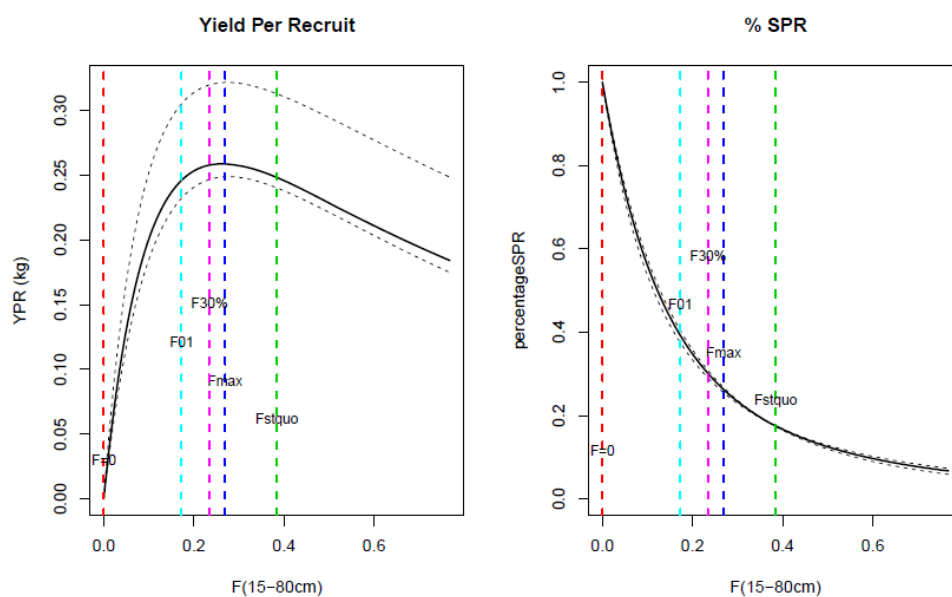 Yield Per Recruit
YPR (kg)
0.30
0.25
0.20
0.15
0.10
0.05
0.00
F30%
F01
Fmax
Fstquo
F=0
0.0 0.2 0.4 0.6
F(15−80cm)
% SPR
percentageSPR
1.0
0.8
0.6
0.4
0.2
0.0
F30%
F01
Fmax
Fstquo
F=0
0.0 0.2 0.4 0.6
F(15−80cm)